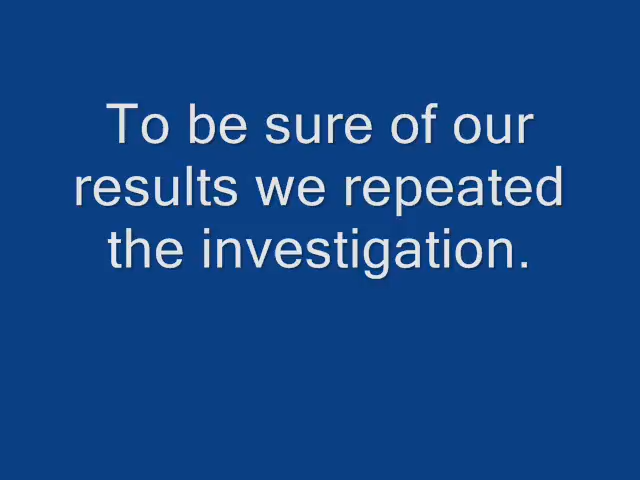 To be sure of our
results we repeated
the investigation.